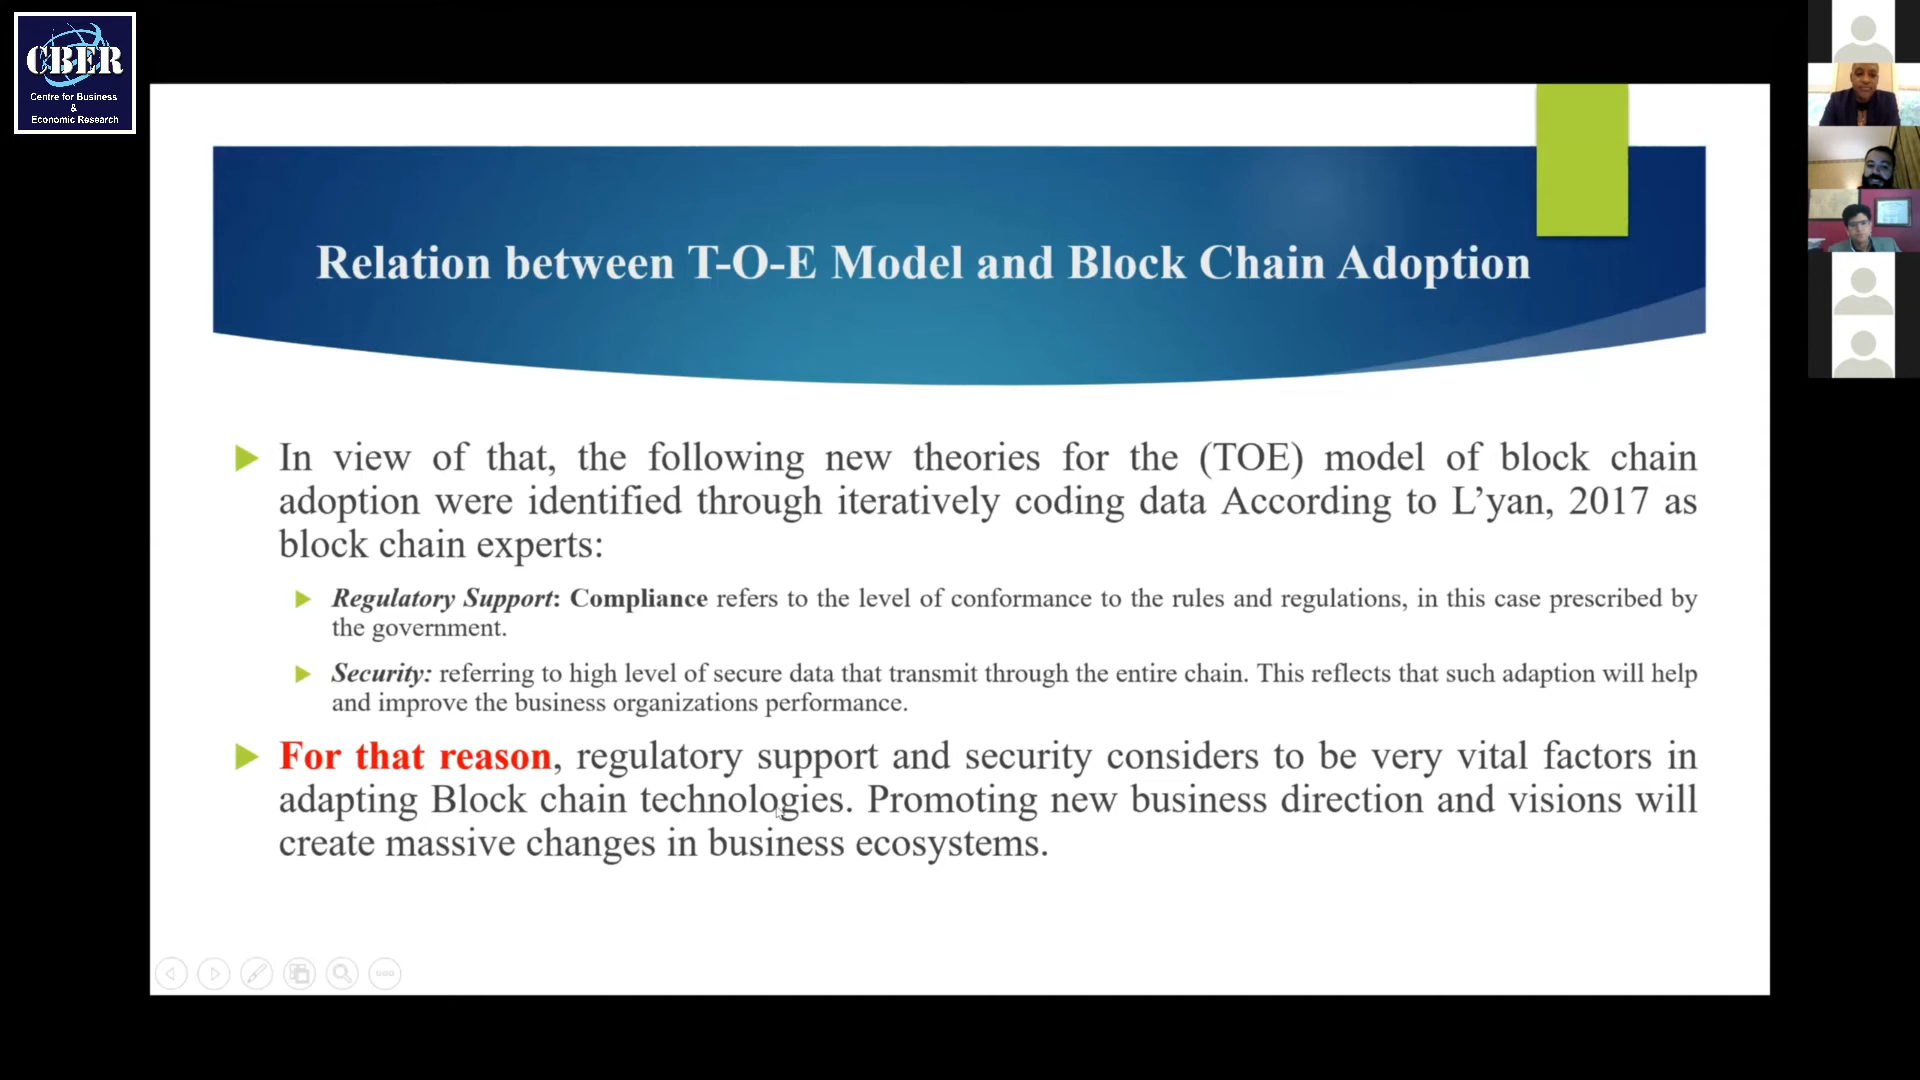 CBER
Centre for Business
&
Economic Research
Relation between T-O-E Model and Block Chain Adoption
In view of that, the following new theories for the (TOE) model of block chain
adoption were identified through iteratively coding data According to L’yan, 2017 as
block chain experts:
Regulatory Support: Compliance refers to the level of conformance to the rules and regulations, in this case prescribed by
the government.
Security: referring to high level of secure data that transmit through the entire chain. This reflects that such adaption will help
and improve the business organizations performance.
For that reason, regulatory support and security considers to be very vital factors in
adapting Block chain technologies. Promoting new business direction and visions will
create massive changes in business ecosystems.